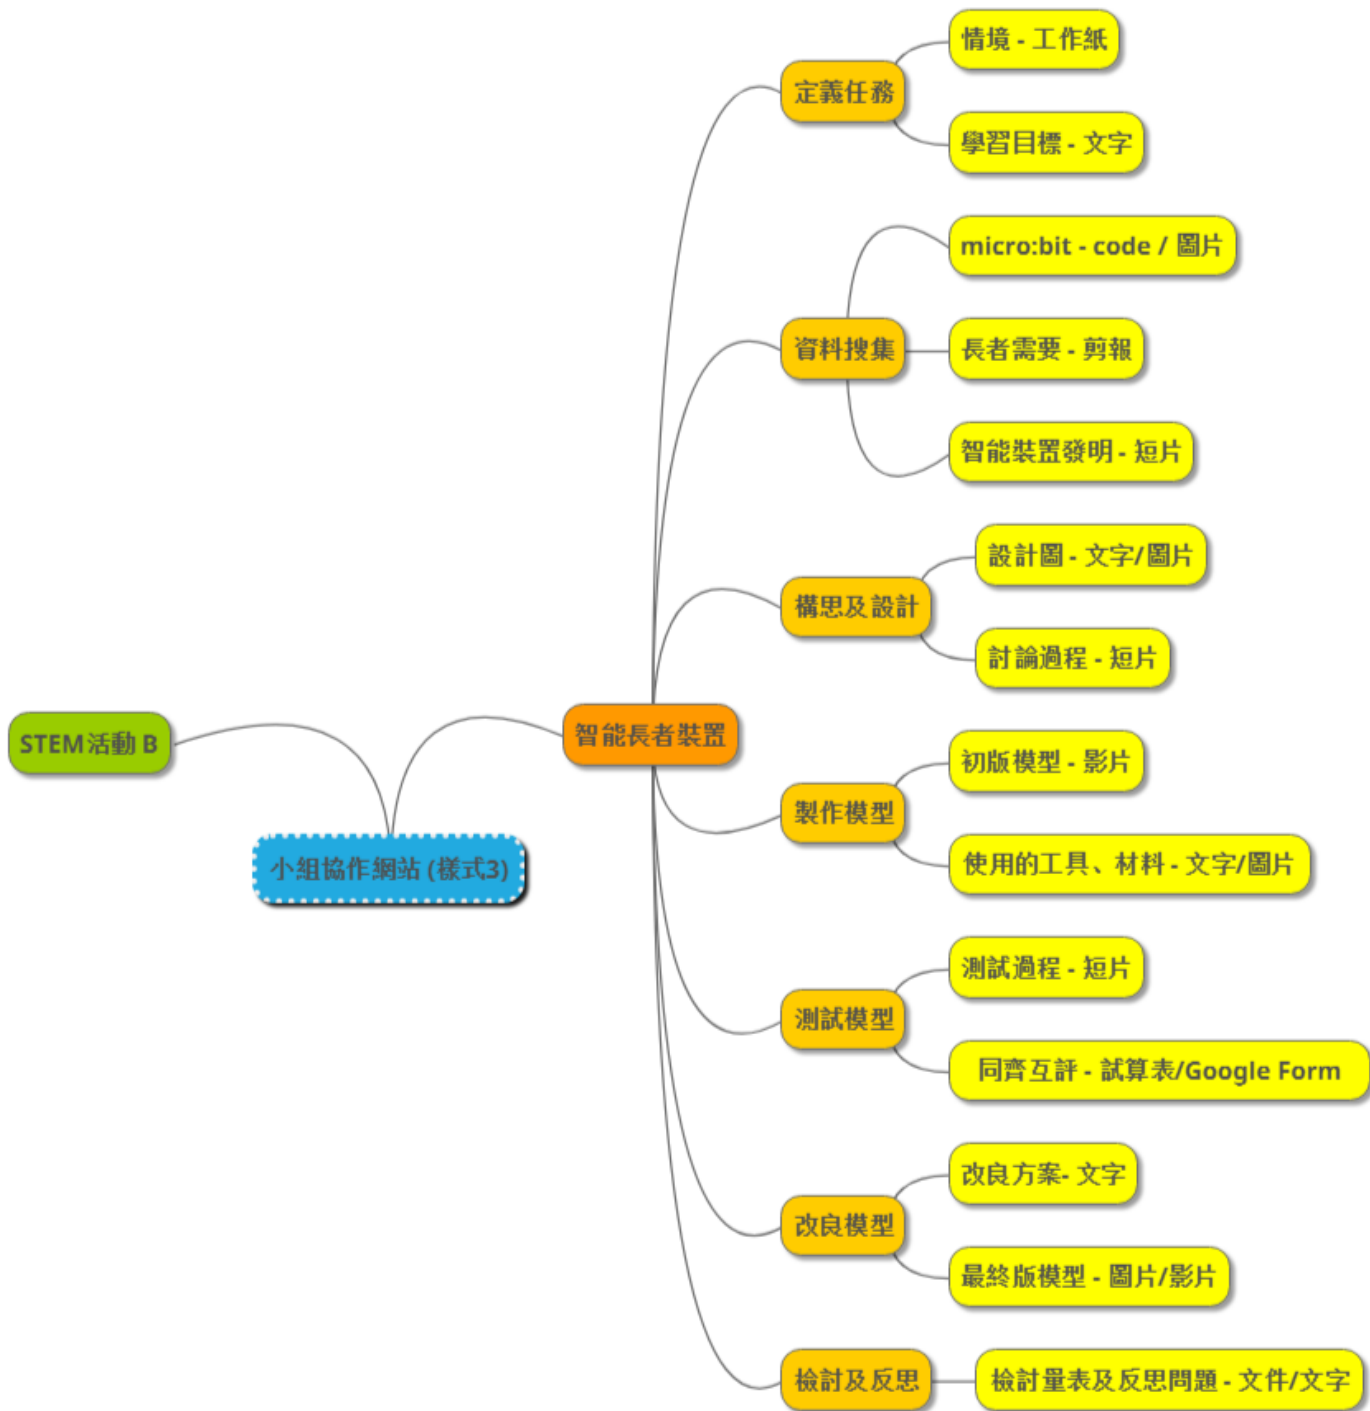 STEM活動 B
小組協作網站 (樣式3)
智能長者裝置
定義任務
情境 - 工作紙
學習目標 - 文字
資料搜集
micro:bit - code / 圖片
長者需要 - 剪報
智能裝置發明 - 短片
構思及設計
設計圖 - 文字/圖片
討論過程 - 短片
製作模型
初版模型 - 影片
使用的工具、材料 - 文字/圖片
測試模型
測試過程 - 短片
同齊互評 - 試算表/Google Form
改良模型
改良方案- 文字
最終版模型 - 圖片/影片
檢討及反思
檢討量表及反思問題 - 文件/文字